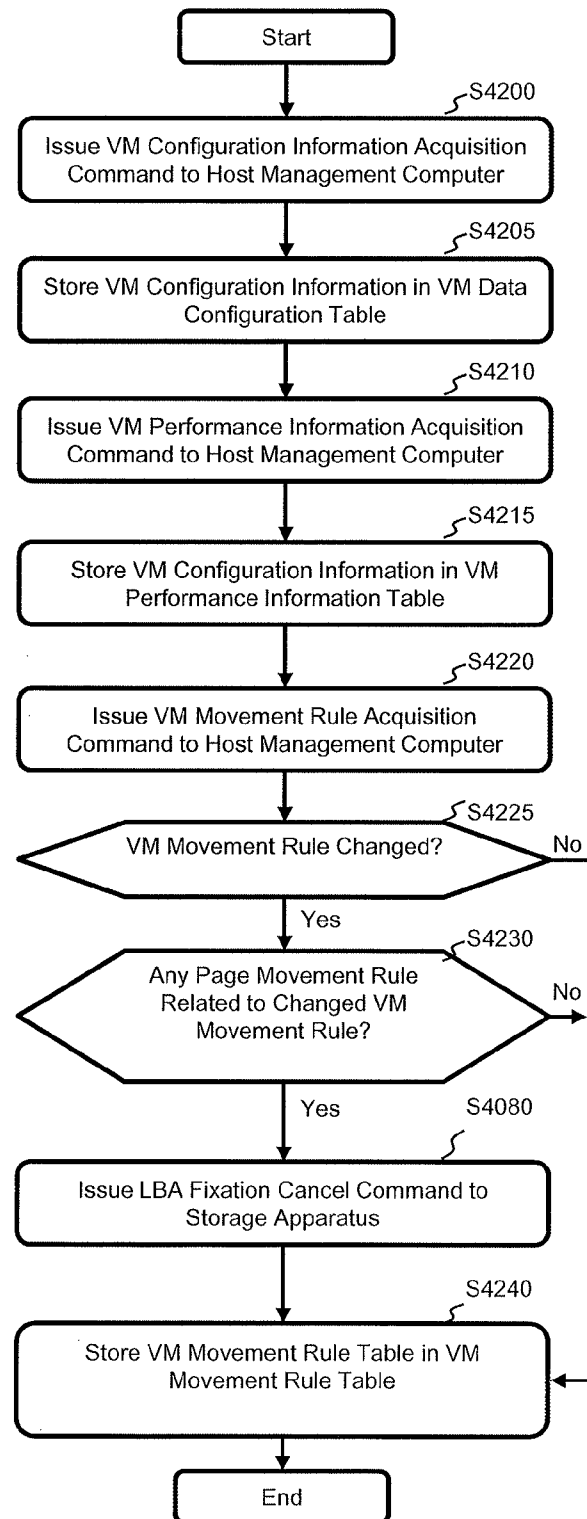 Start
S4200
Issue VM Configuration Information Acquisition
Command to Host Management Computer
S4205
Store VM Configuration Information in VM Data
Configuration Table
S4210
Issue VM Performance Information Acquisition
Command to Host Management Computer
S4215
Store VM Configuration Information in VM
Performance Information Table
S4220
Issue VM Movement Rule Acquisition
Command to Host Management Computer
S4225
VM Movement Rule Changed?
No
Yes
S4230
Any Page Movement Rule
Related to Changed VM
Movement Rule?
No
Yes
S4080
Issue LBA Fixation Cancel Command to
Storage Apparatus
S4240
Store VM Movement Rule Table in VM
Movement Rule Table
End